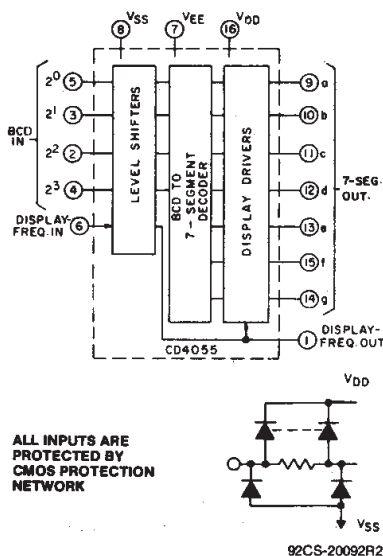 VSS VEE VDD
8 7 16
2⁰ 5
2¹ 3
2² 2
2³ 4
BCD
IN
DISPLAY-
FREQ. IN 6
LEVEL SHIFTERS
BCD TO
7-SEGMENT
DECODER
DISPLAY DRIVERS
9 a
10 b
11 c
12 d
13 e
15 f
14 g
7-SEG.
OUT.
1 DISPLAY-
FREQ. OUT
CD4055
ALL INPUTS ARE
PROTECTED BY
CMOS PROTECTION
NETWORK
VDD
VSS
92CS-20092R2